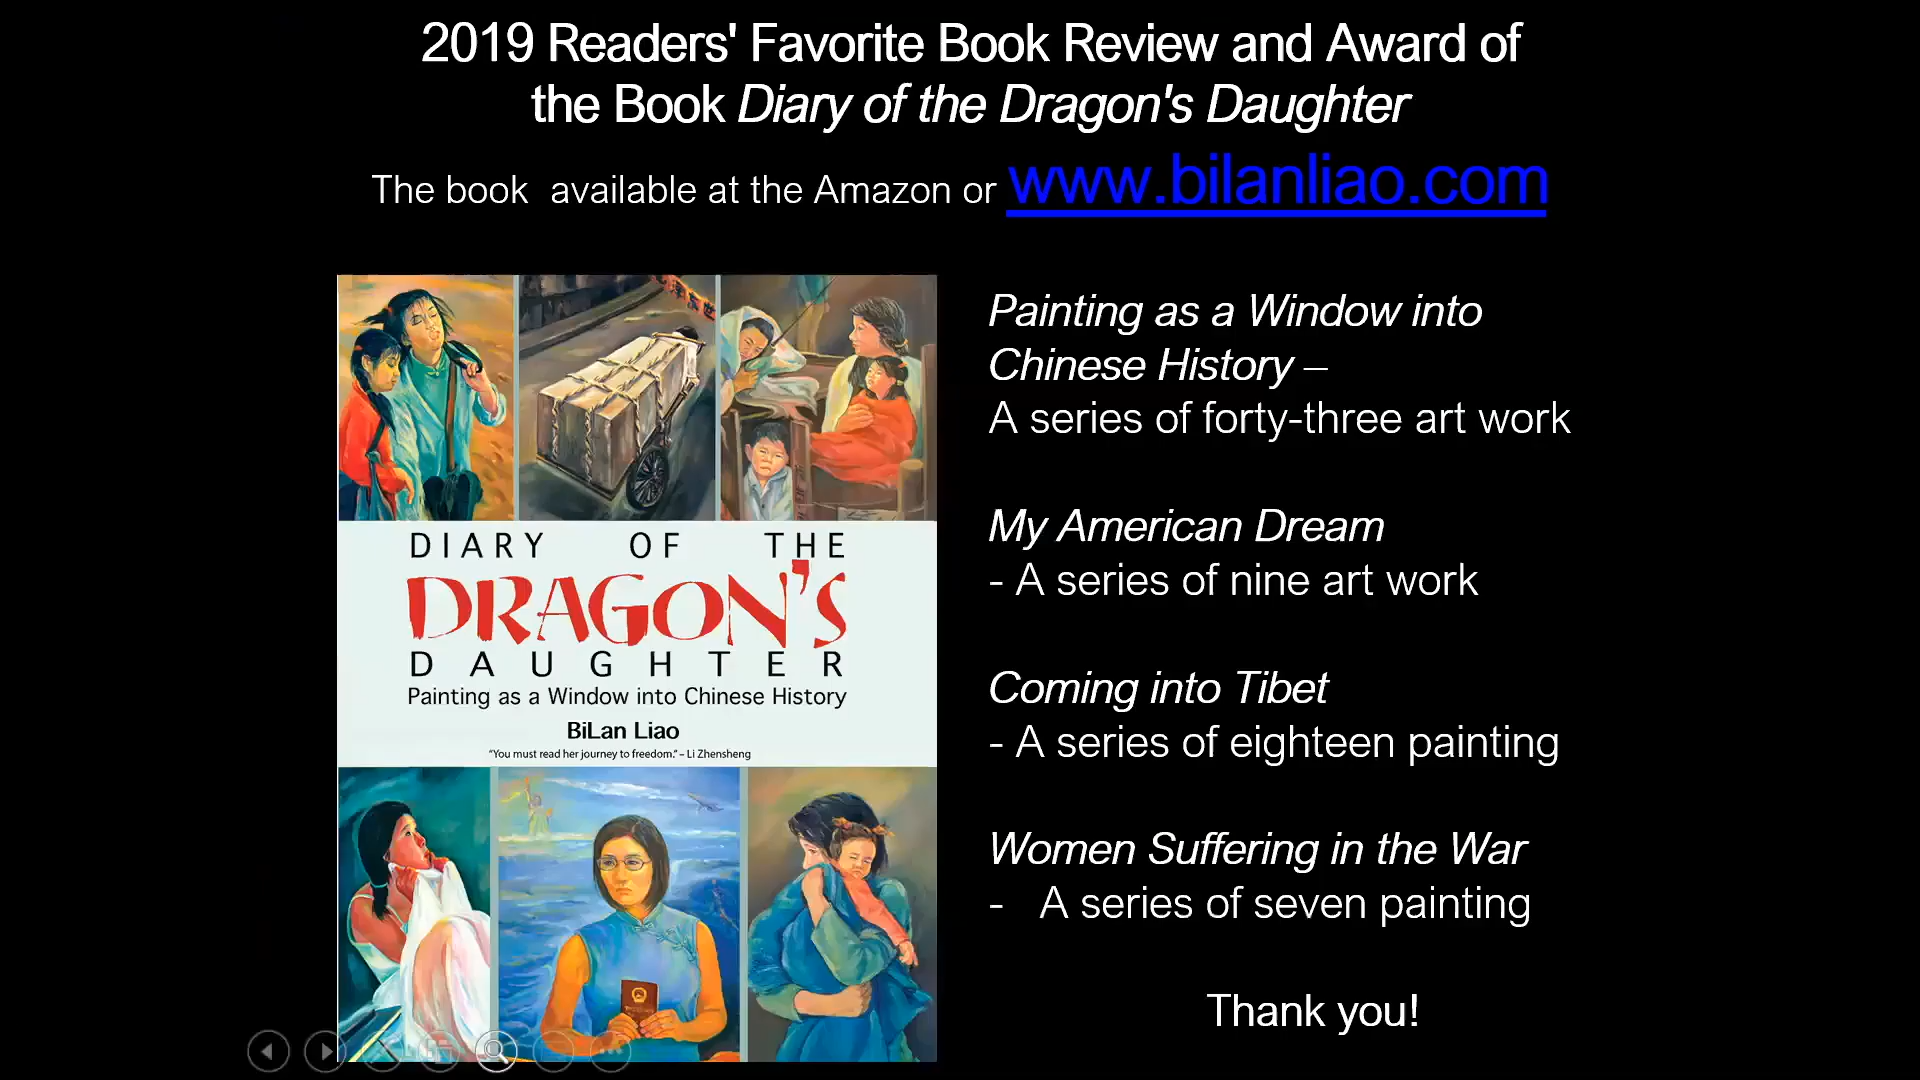 2019 Readers' Favorite Book Review and Award of
the Book Diary of the Dragon's Daughter
The book  available at the Amazon or www.bilanliao.com
DIARY OF THE
DRAGON'S
DAUGHTER
Painting as a Window into Chinese History
BiLan Liao
"You must read her journey to freedom." – Li Zhensheng
Painting as a Window into
Chinese History –
A series of forty-three art work
My American Dream
- A series of nine art work
Coming into Tibet
- A series of eighteen painting
Women Suffering in the War
- A series of seven painting
Thank you!